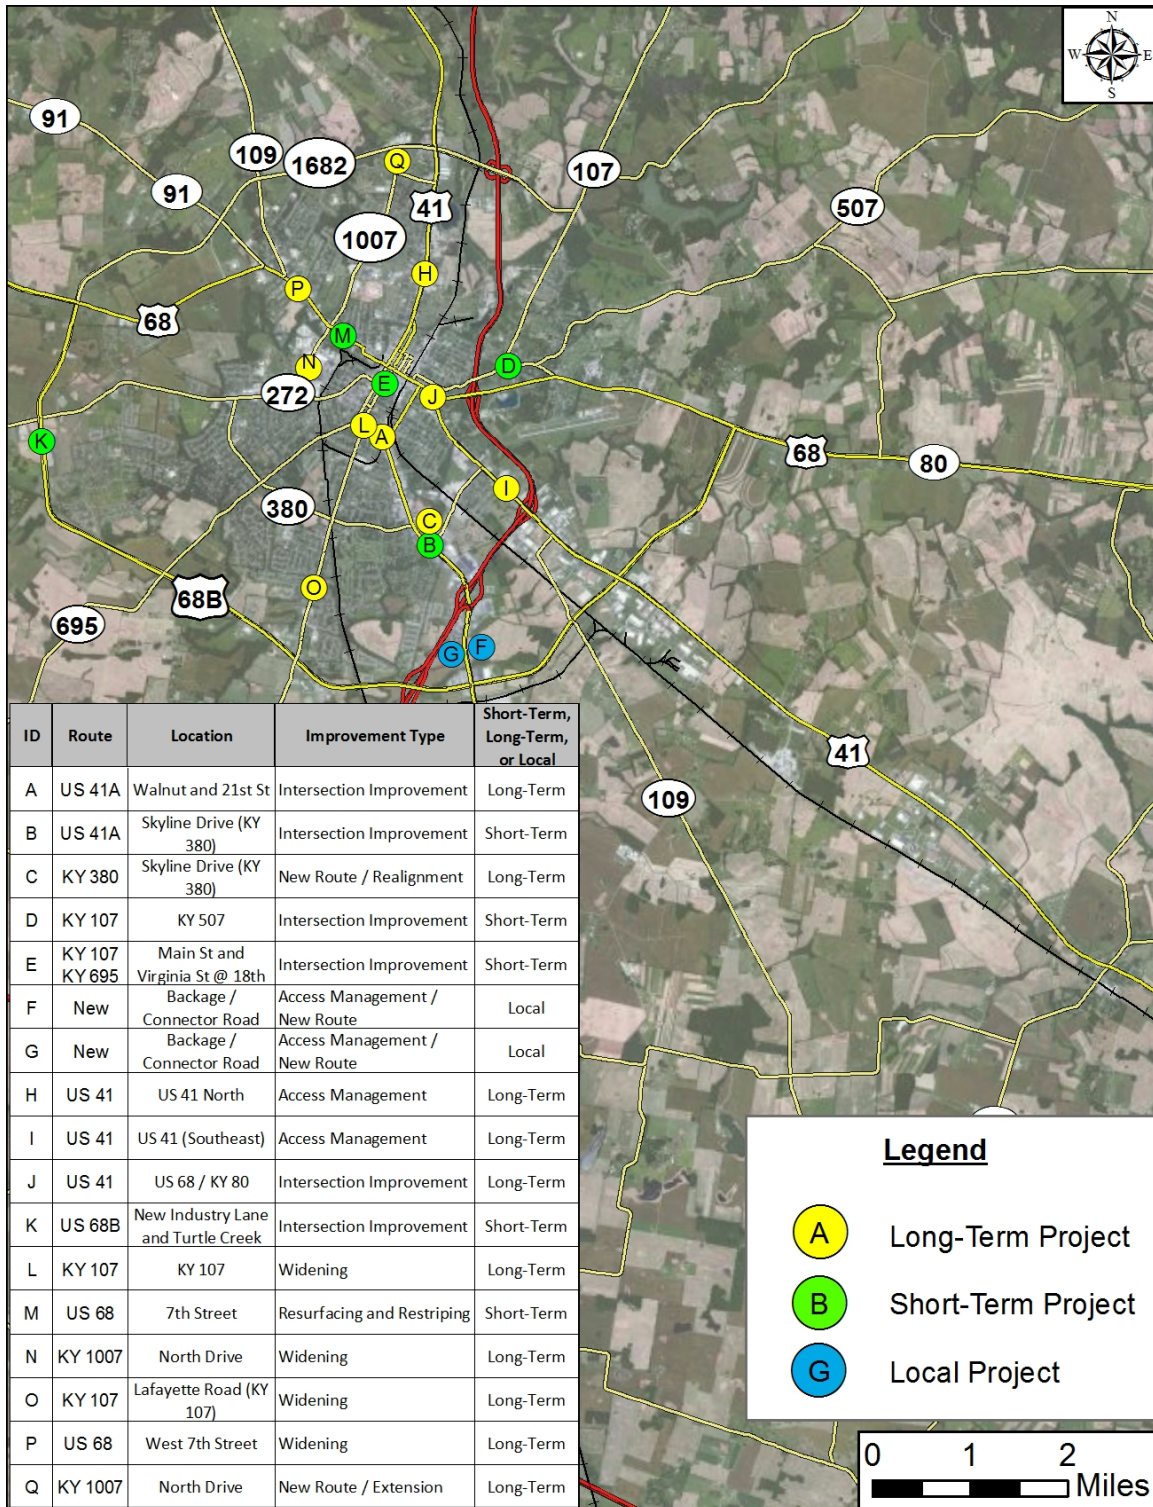 N
W E
S
91
109
1682
Q
107
91
41
507
1007
H
P
68
M
N
D
E
272
J
L
A
K
68
80
I
380
C
B
O
68B
695
G
F
41
109
ID Route Location Improvement Type Short-Term, Long-Term, or Local
A US 41A Walnut and 21st St Intersection Improvement Long-Term
B US 41A Skyline Drive (KY 380) Intersection Improvement Short-Term
C KY 380 Skyline Drive (KY 380) New Route / Realignment Long-Term
D KY 107 KY 507 Intersection Improvement Short-Term
E KY 107 KY 695 Main St and Virginia St @ 18th Intersection Improvement Short-Term
F New Backage / Connector Road Access Management / New Route Local
G New Backage / Connector Road Access Management / New Route Local
H US 41 US 41 North Access Management Long-Term
I US 41 US 41 (Southeast) Access Management Long-Term
J US 41 US 68 / KY 80 Intersection Improvement Long-Term
K US 68B New Industry Lane and Turtle Creek Intersection Improvement Short-Term
L KY 107 KY 107 Widening Long-Term
M US 68 7th Street Resurfacing and Restriping Short-Term
N KY 1007 North Drive Widening Long-Term
O KY 107 Lafayette Road (KY 107) Widening Long-Term
P US 68 West 7th Street Widening Long-Term
Q KY 1007 North Drive New Route / Extension Long-Term
Legend
A Long-Term Project
B Short-Term Project
G Local Project
0 1 2
Miles